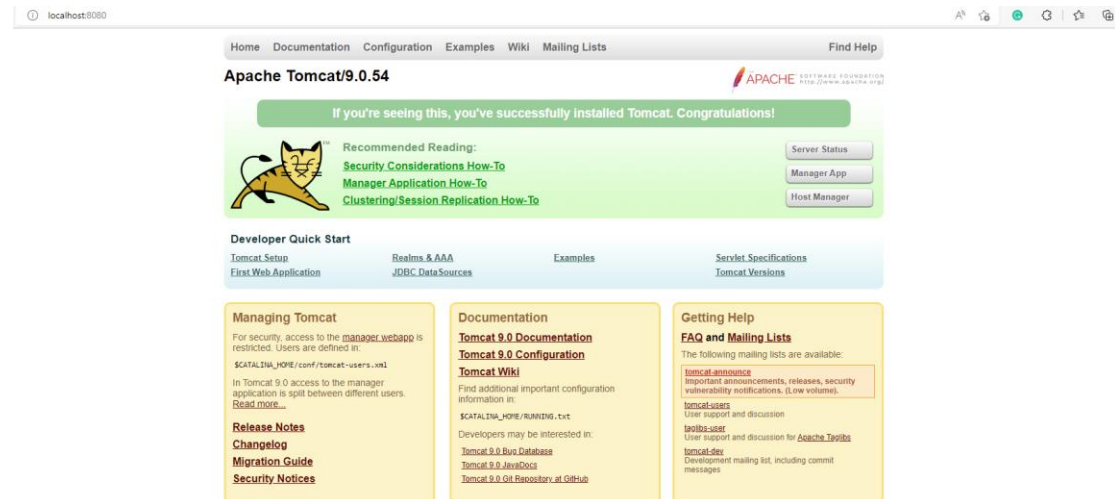 localhost:8080
Home Documentation Configuration Examples Wiki Mailing Lists Find Help
Apache Tomcat/9.0.54
APACHE SOFTWARE FOUNDATION
http://www.apache.org/
If you're seeing this, you've successfully installed Tomcat. Congratulations!
TM
Recommended Reading:
Security Considerations How-To
Manager Application How-To
Clustering/Session Replication How-To
Server Status
Manager App
Host Manager
Developer Quick Start
Tomcat Setup
First Web Application
Realms & AAA
JDBC DataSources
Examples
Servlet Specifications
Tomcat Versions
Managing Tomcat
For security, access to the manager webapp is
restricted. Users are defined in:
$CATALINA_HOME/conf/tomcat-users.xml
In Tomcat 9.0 access to the manager
application is split between different users.
Read more...
Release Notes
Changelog
Migration Guide
Security Notices
Documentation
Tomcat 9.0 Documentation
Tomcat 9.0 Configuration
Tomcat Wiki
Find additional important configuration
information in:
$CATALINA_HOME/RUNNING.txt
Developers may be interested in:
Tomcat 9.0 Bug Database
Tomcat 9.0 JavaDocs
Tomcat 9.0 Git Repository at GitHub
Getting Help
FAQ and Mailing Lists
The following mailing lists are available:
tomcat-announce
Important announcements, releases, security
vulnerability notifications. (Low volume).
tomcat-users
User support and discussion
taglibs-user
User support and discussion for Apache Taglibs
tomcat-dev
Development mailing list, including commit
messages